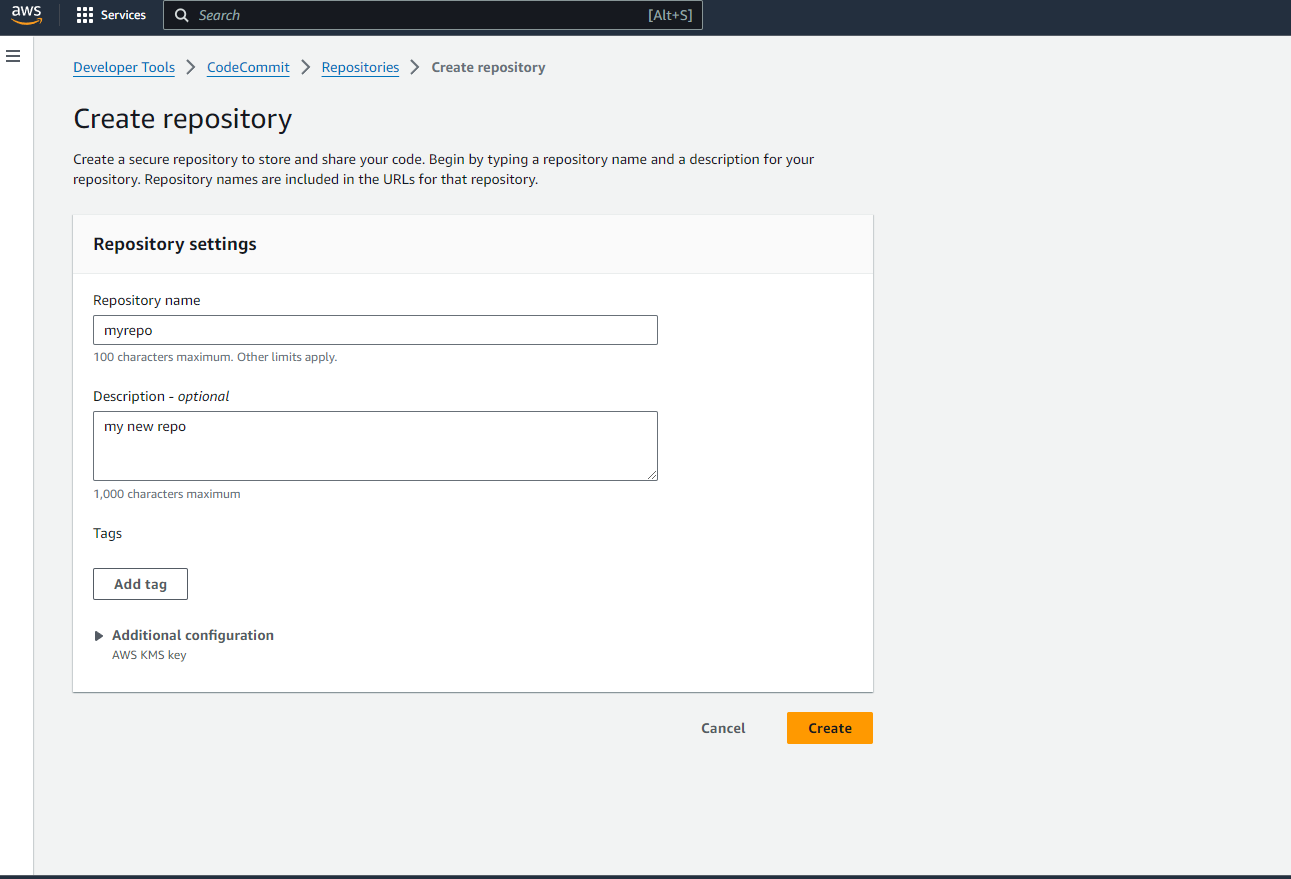 aws Services Search [Alt+S]
Developer Tools CodeCommit Repositories Create repository
Create repository
Create a secure repository to store and share your code. Begin by typing a repository name and a description for your
repository. Repository names are included in the URLs for that repository.
Repository settings
Repository name
myrepo
100 characters maximum. Other limits apply.
Description - optional
my new repo
1,000 characters maximum
Tags
Add tag
Additional configuration
AWS KMS key
Cancel Create